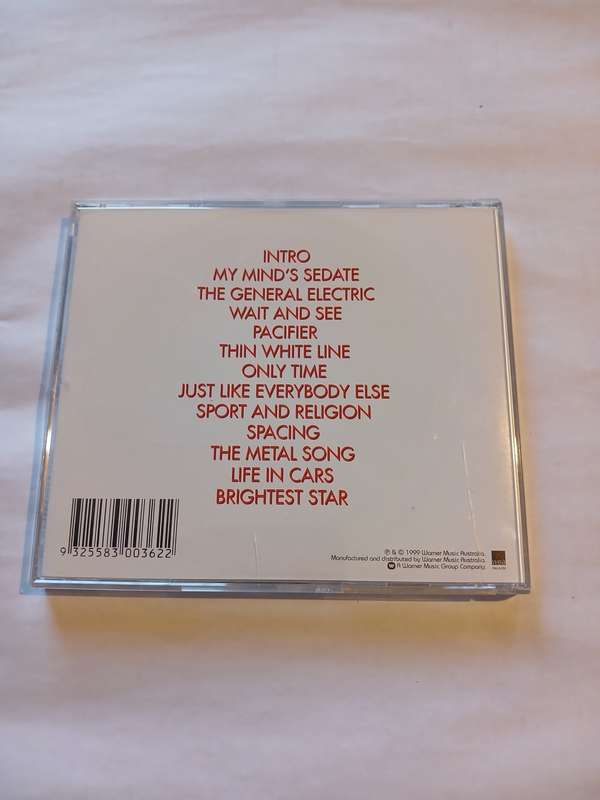 INTRO
MY MIND'S SEDATE
THE GENERAL ELECTRIC
WAIT AND SEE
PACIFIER
THIN WHITE LINE
ONLY TIME
JUST LIKE EVERYBODY ELSE
SPORT AND RELIGION
SPACING
THE METAL SONG
LIFE IN CARS
BRIGHTEST STAR
9 325583 003622
℗ & © 1999 Warner Music Australia.
Manufactured and distributed by Warner Music Australia.
A Warner Music Group Company